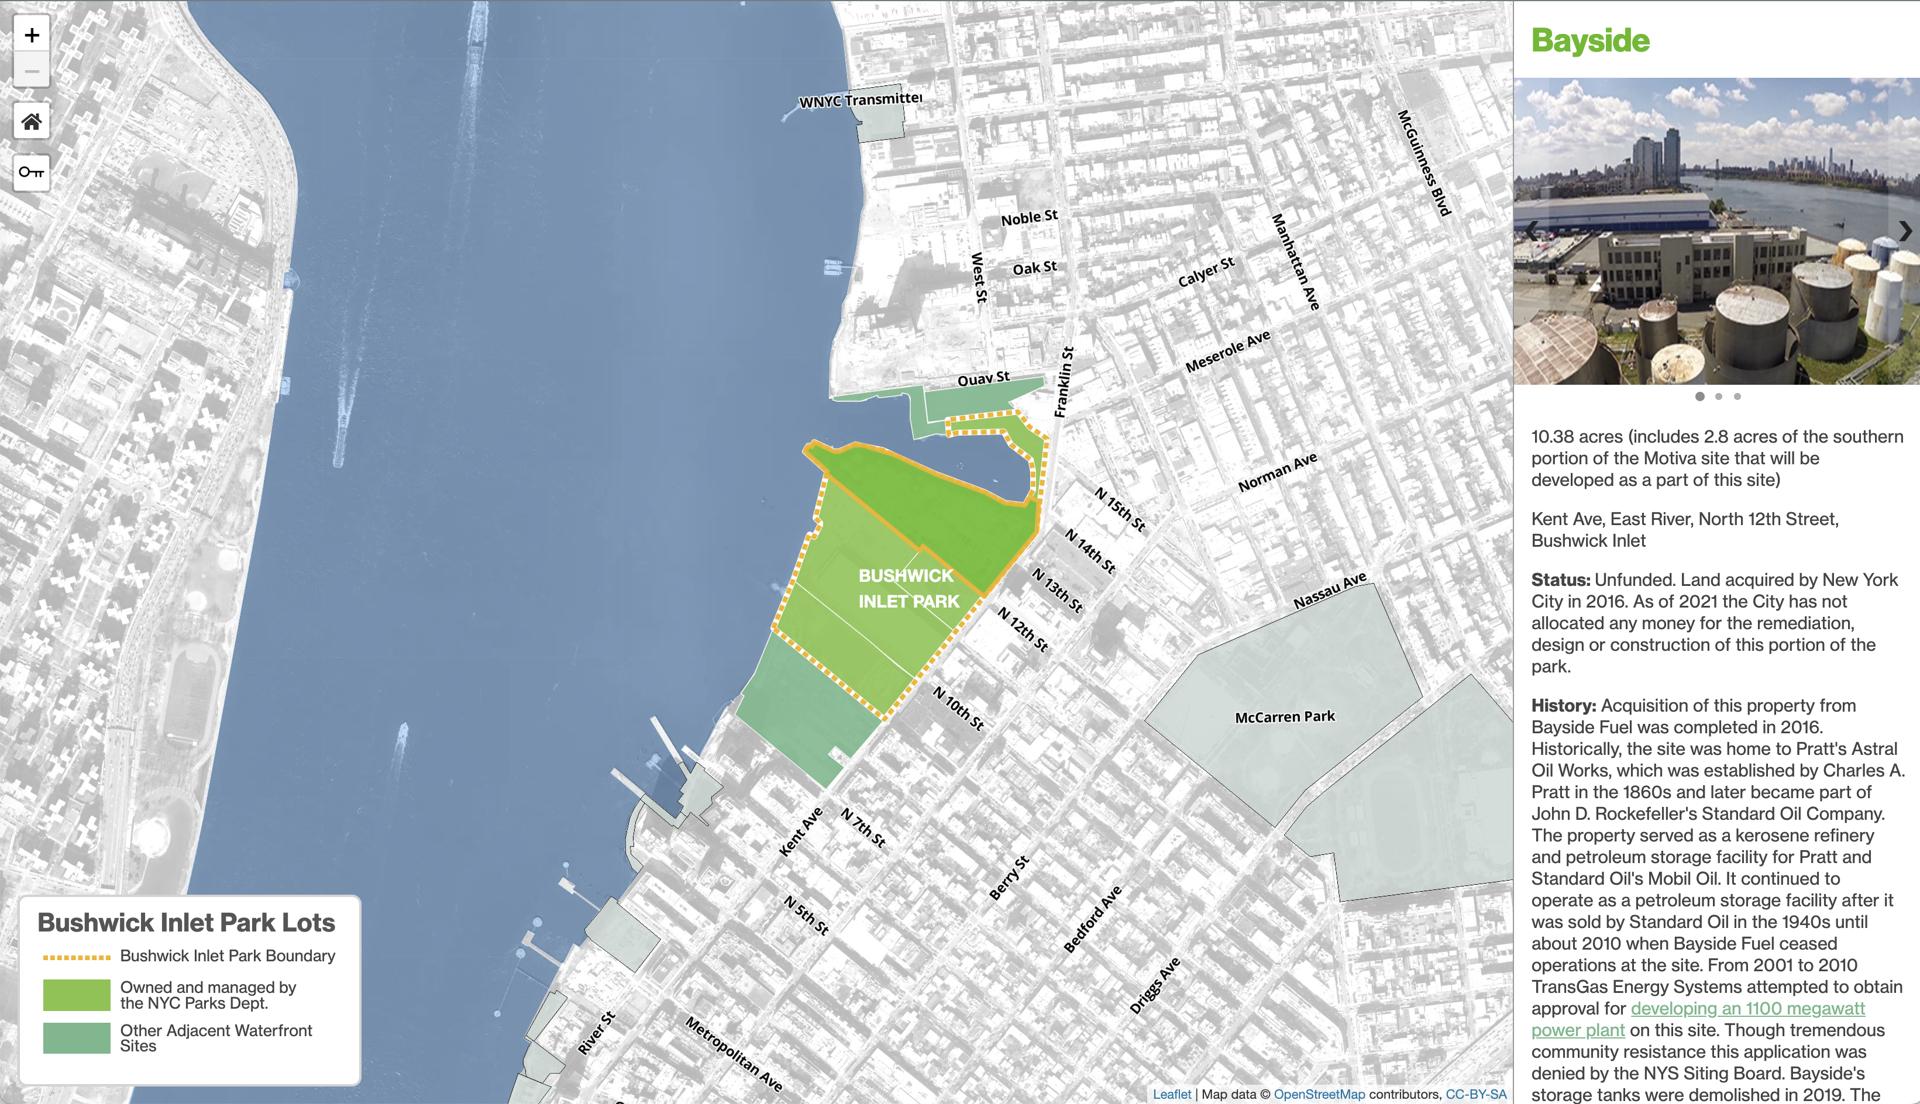 +
−
WNYC Transmitter
McGuinness Blvd
Noble St
Manhattan Ave
West St
Oak St
Calyer St
Meserole Ave
Quay St
Franklin St
Norman Ave
N 15th St
N 14th St
N 13th St
N 12th St
BUSHWICK
INLET PARK
Nassau Ave
N 10th St
McCarren Park
Kent Ave
N 7th St
Berry St
N 5th St
Bedford Ave
Driggs Ave
River St
Metropolitan Ave
Bushwick Inlet Park Lots
Bushwick Inlet Park Boundary
Owned and managed by
the NYC Parks Dept.
Other Adjacent Waterfront
Sites
Leaflet | Map data © OpenStreetMap contributors, CC-BY-SA
Bayside
10.38 acres (includes 2.8 acres of the southern
portion of the Motiva site that will be
developed as a part of this site)
Kent Ave, East River, North 12th Street,
Bushwick Inlet
Status: Unfunded. Land acquired by New York
City in 2016. As of 2021 the City has not
allocated any money for the remediation,
design or construction of this portion of the
park.
History: Acquisition of this property from
Bayside Fuel was completed in 2016.
Historically, the site was home to Pratt's Astral
Oil Works, which was established by Charles A.
Pratt in the 1860s and later became part of
John D. Rockefeller's Standard Oil Company.
The property served as a kerosene refinery
and petroleum storage facility for Pratt and
Standard Oil's Mobil Oil. It continued to
operate as a petroleum storage facility after it
was sold by Standard Oil in the 1940s until
about 2010 when Bayside Fuel ceased
operations at the site. From 2001 to 2010
TransGas Energy Systems attempted to obtain
approval for developing an 1100 megawatt
power plant on this site. Though tremendous
community resistance this application was
denied by the NYS Siting Board. Bayside's
storage tanks were demolished in 2019. The